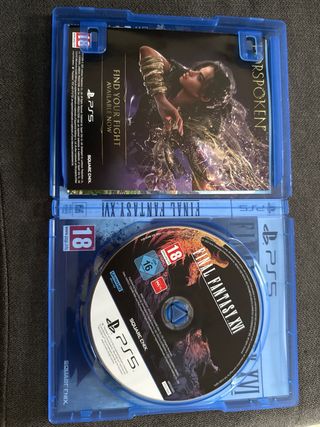 FORSPOKEN
FIND YOUR FIGHT
AVAILABLE NOW
PS5
SQUARE ENIX
18
FINAL FANTASY XVI
PS5
18
SQUARE ENIX
FINAL FANTASY XVI
18
16
SQUARE ENIX
PS5